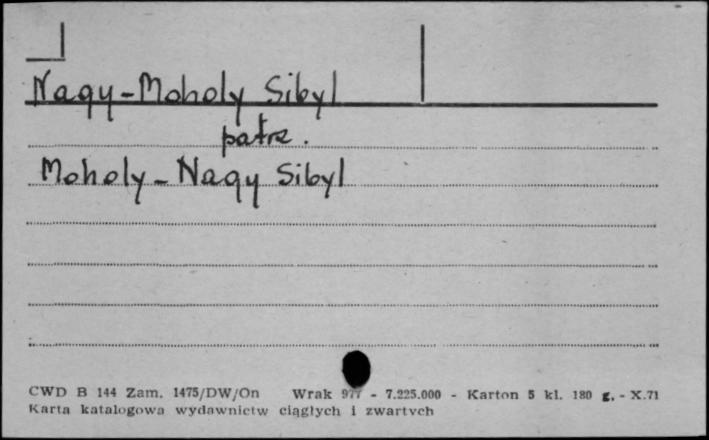 Nagy-Moholy Sibyl
patrz.
Moholy-Nagy Sibyl
CWD B 144 Zam. 1475/DW/On Wrak 977 - 7.225.000 - Karton 5 kl. 180 g. - X.71
Karta katalogowa wydawnictw ciągłych i zwartych